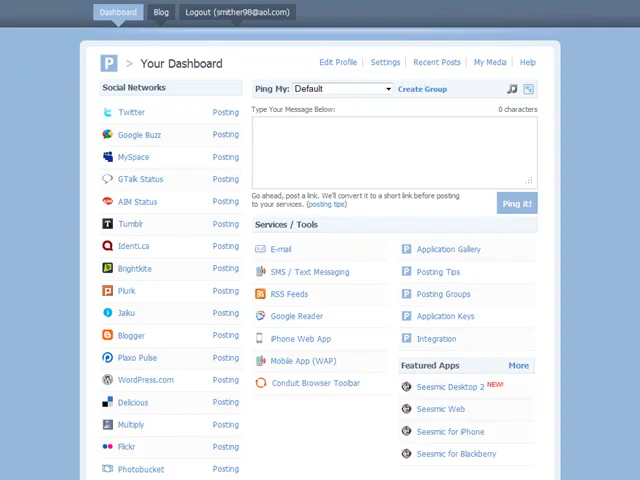 Dashboard Blog Logout (smither98@aol.com)
P > Your Dashboard
Edit Profile Settings Recent Posts My Media Help
Social Networks
Twitter Posting
Google Buzz Posting
MySpace Posting
GTalk Status Posting
AIM Status Posting
Tumblr Posting
Identi.ca Posting
Brightkite Posting
Plurk Posting
Jaiku Posting
Blogger Posting
Plaxo Pulse Posting
WordPress.com Posting
Delicious Posting
Multiply Posting
Flickr Posting
Photobucket Posting
Ping My: Default Create Group
Type Your Message Below: 0 characters
Go ahead, post a link. We'll convert it to a short link before posting
to your services. (posting tips)
Ping it!
Services / Tools
E-mail
SMS / Text Messaging
RSS Feeds
Google Reader
iPhone Web App
Mobile App (WAP)
Conduit Browser Toolbar
P Application Gallery
P Posting Tips
P Posting Groups
P Application Keys
P Integration
Featured Apps More
Seesmic Desktop 2 NEW!
Seesmic Web
Seesmic for iPhone
Seesmic for Blackberry